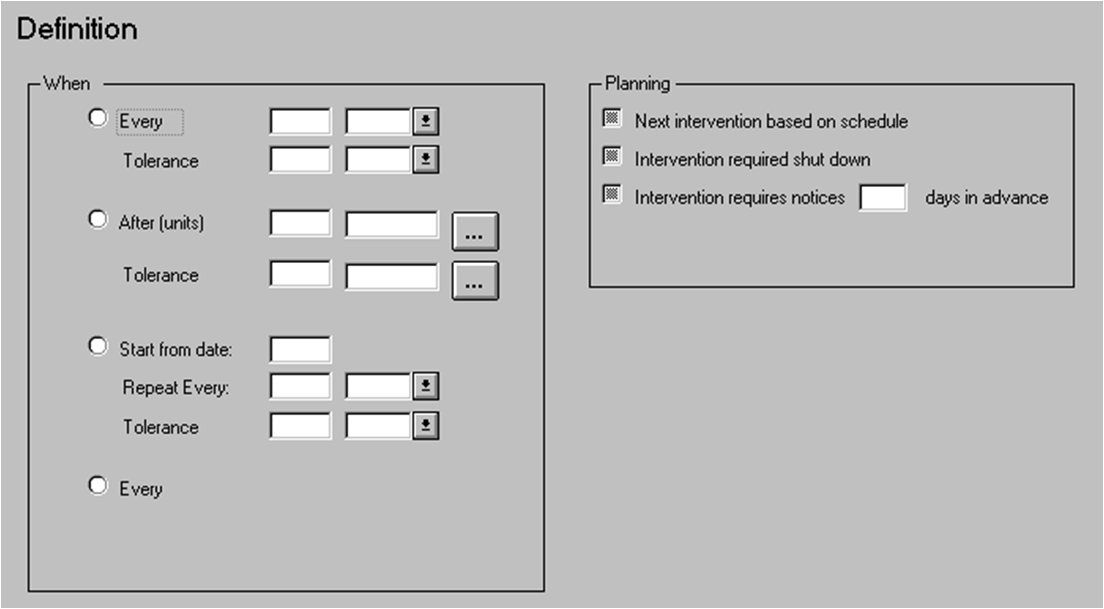 Definition
When
Every
Tolerance
After (units)
...
Tolerance
...
Start from date:
Repeat Every:
Tolerance
Every
Planning
Next intervention based on schedule
Intervention required shut down
Intervention requires notices days in advance